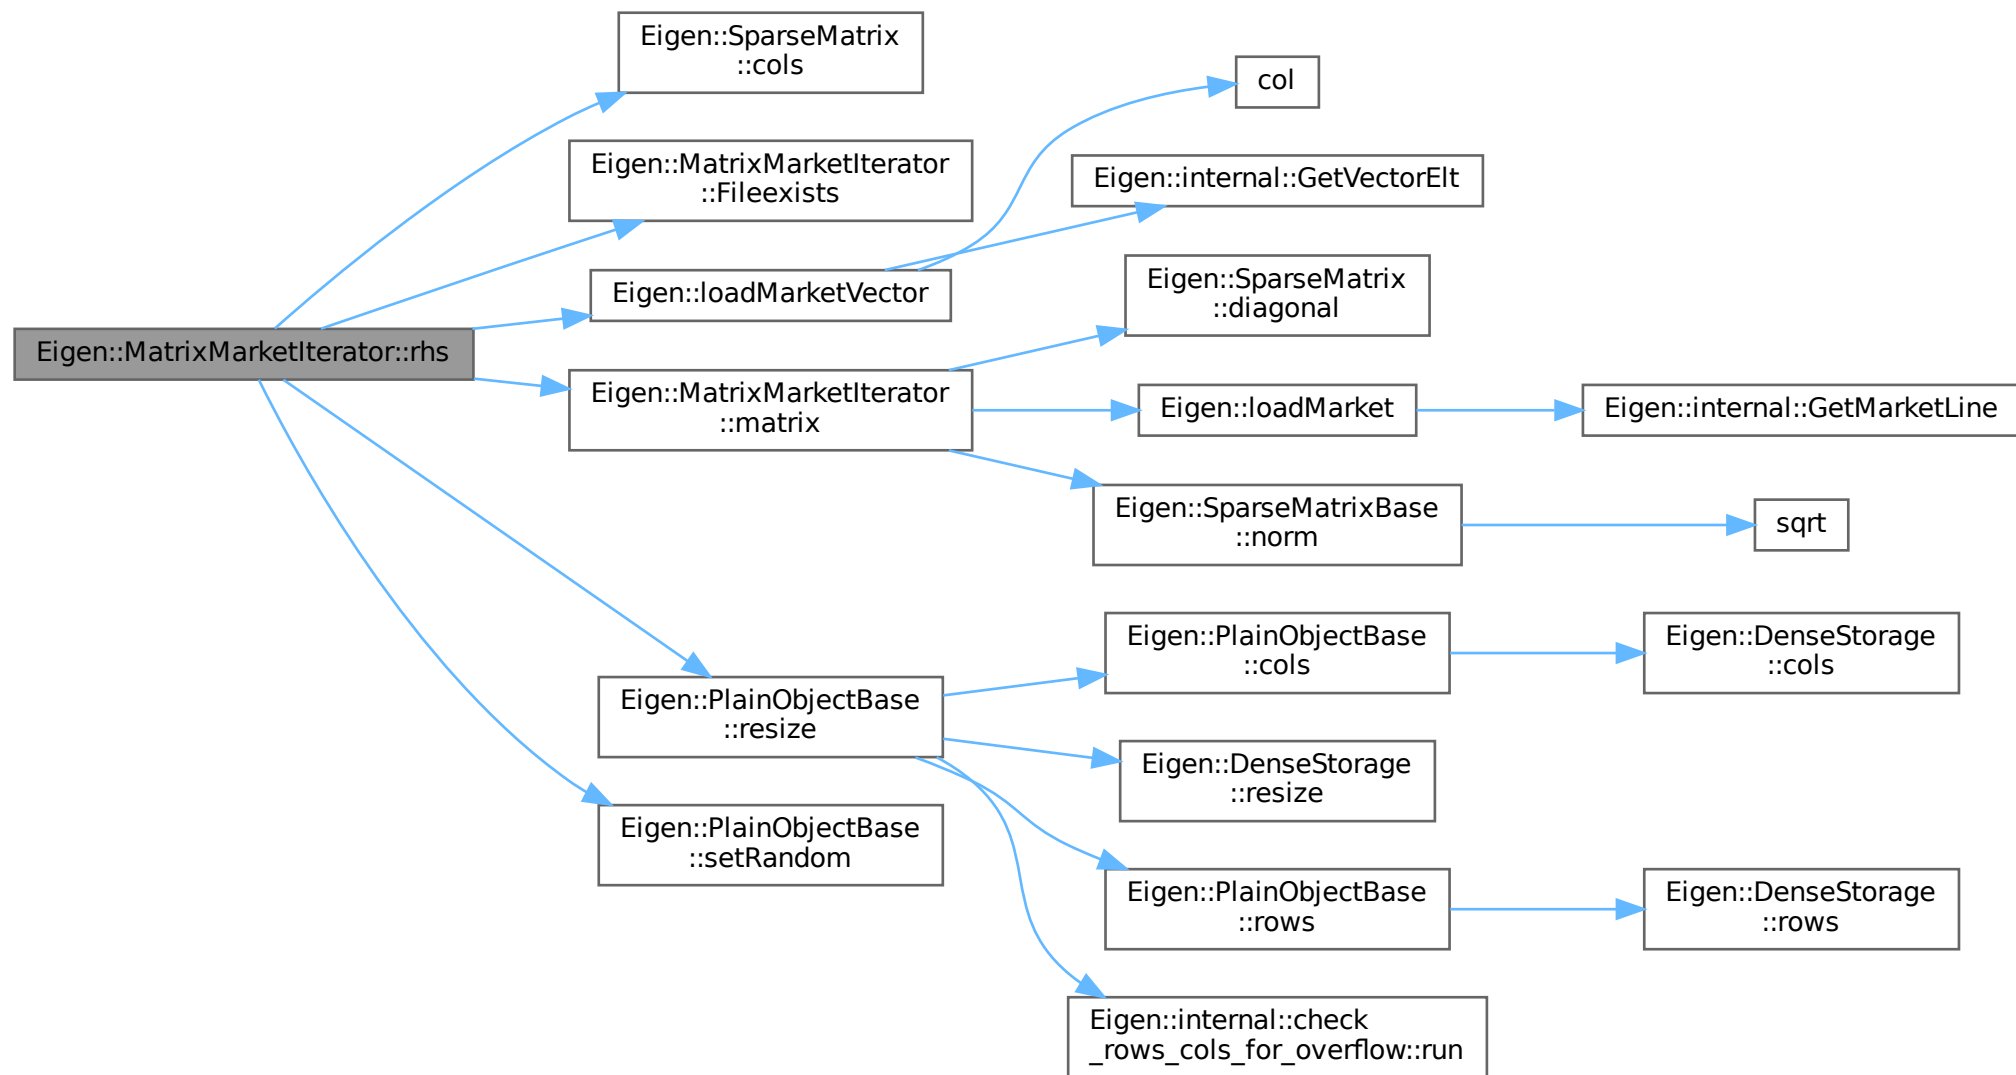 Eigen::MatrixMarketIterator::rhs
Eigen::SparseMatrix
::cols
Eigen::MatrixMarketIterator
::Fileexists
Eigen::loadMarketVector
col
Eigen::internal::GetVectorElt
Eigen::MatrixMarketIterator
::matrix
Eigen::SparseMatrix
::diagonal
Eigen::loadMarket
Eigen::internal::GetMarketLine
Eigen::SparseMatrixBase
::norm
sqrt
Eigen::PlainObjectBase
::resize
Eigen::PlainObjectBase
::cols
Eigen::DenseStorage
::cols
Eigen::DenseStorage
::resize
Eigen::PlainObjectBase
::rows
Eigen::DenseStorage
::rows
Eigen::internal::check
_rows_cols_for_overflow::run
Eigen::PlainObjectBase
::setRandom